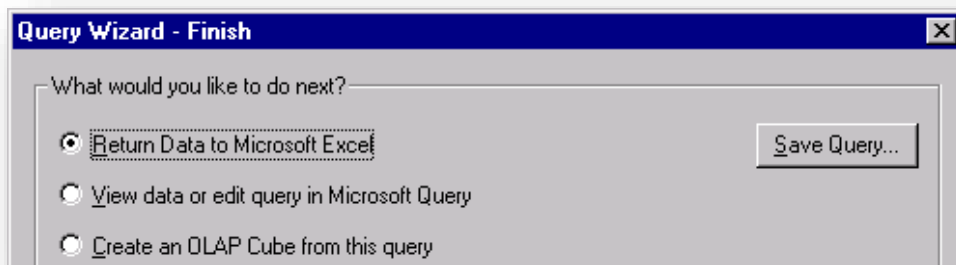 Query Wizard - Finish
What would you like to do next?
Return Data to Microsoft Excel
Save Query...
View data or edit query in Microsoft Query
Create an OLAP Cube from this query